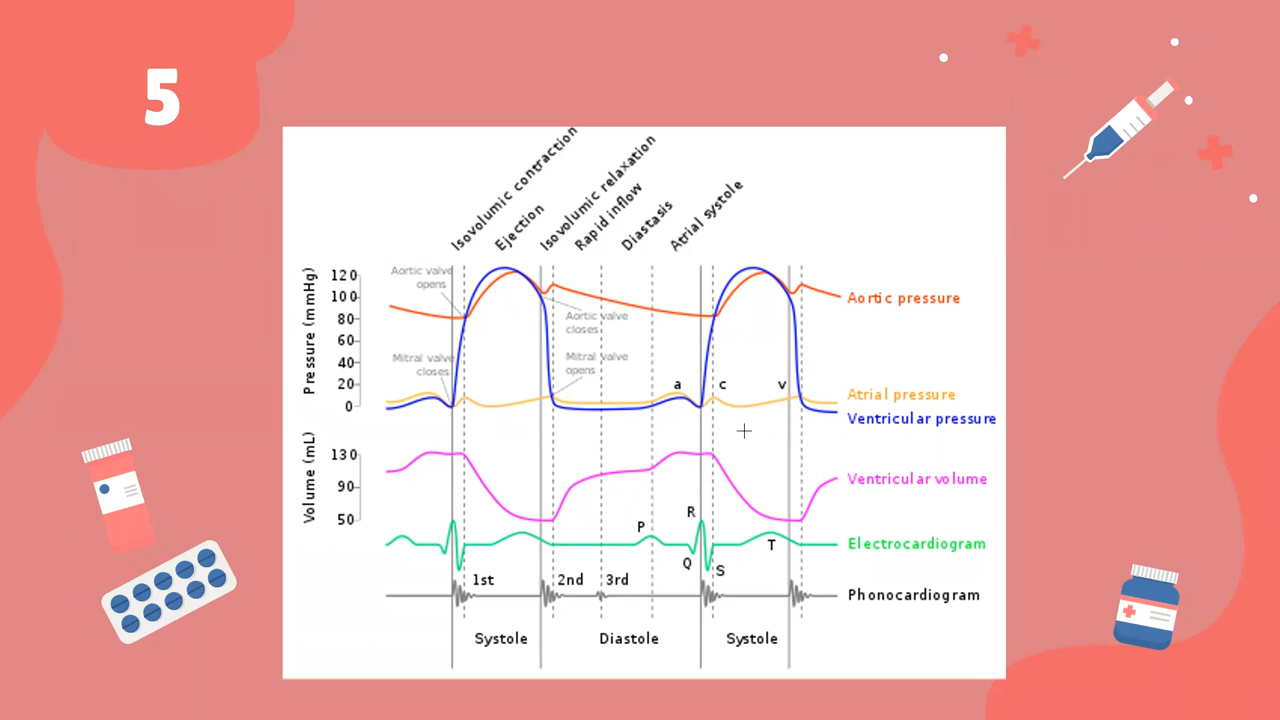 5
Isovolumic contraction
Ejection
Isovolumic relaxation
Rapid inflow
Diastasis
Atrial systole
Pressure (mmHg)
120
100
80
60
40
20
0
Aortic valve
opens
Aortic valve
closes
Mitral valve
closes
Mitral valve
opens
a
c
v
Aortic pressure
Atrial pressure
Ventricular pressure
Volume (mL)
130
90
50
Ventricular volume
P
R
Q
S
T
Electrocardiogram
1st
2nd
3rd
Phonocardiogram
Systole
Diastole
Systole